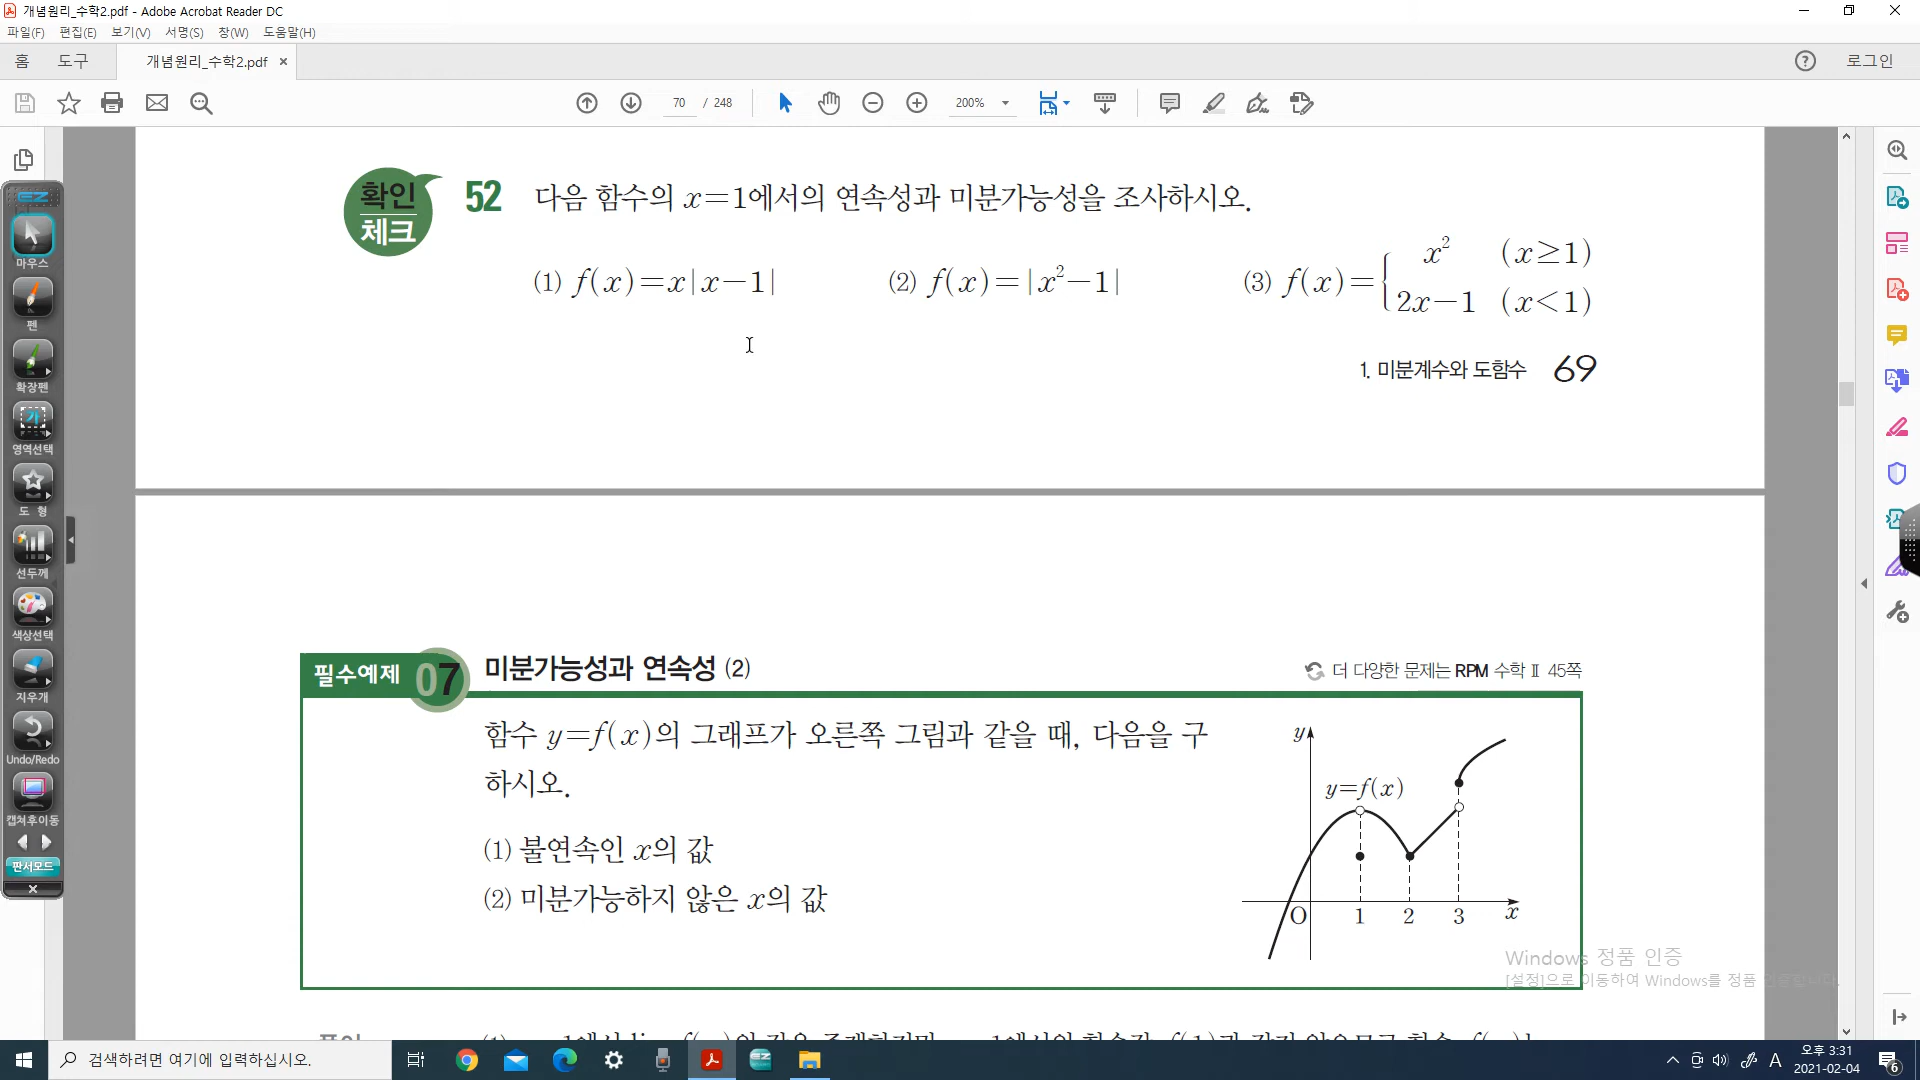 개념원리_수학2.pdf - Adobe Acrobat Reader DC
파일(F) 편집(E) 보기(V) 서명(S) 창(W) 도움말(H)
홈 도구 개념원리_수학2.pdf × 로그인
70 / 248 200%
확인
체크
52 다음 함수의 x=1에서의 연속성과 미분가능성을 조사하시오.
(1) f(x)=x|x-1| (2) f(x)=|x²-1| (3) f(x)={ x² (x≥1)
2x-1 (x<1)
1. 미분계수와 도함수 69
EZ
마우스
펜
확장펜
가
영역선택
도 형
선두께
색상선택
지우개
Undo/Redo
캡쳐후이동
판서모드
×
필수예제 07 미분가능성과 연속성 (2) 더 다양한 문제는 RPM 수학 Ⅱ 45쪽
함수 y=f(x)의 그래프가 오른쪽 그림과 같을 때, 다음을 구
하시오.
(1) 불연속인 x의 값
(2) 미분가능하지 않은 x의 값
y
y=f(x)
O 1 2 3 x
Windows 정품 인증
[설정]으로 이동하여 Windows를 정품
검색하려면 여기에 입력하십시오.
EZ
A
오후 3:31
2021-02-04
6